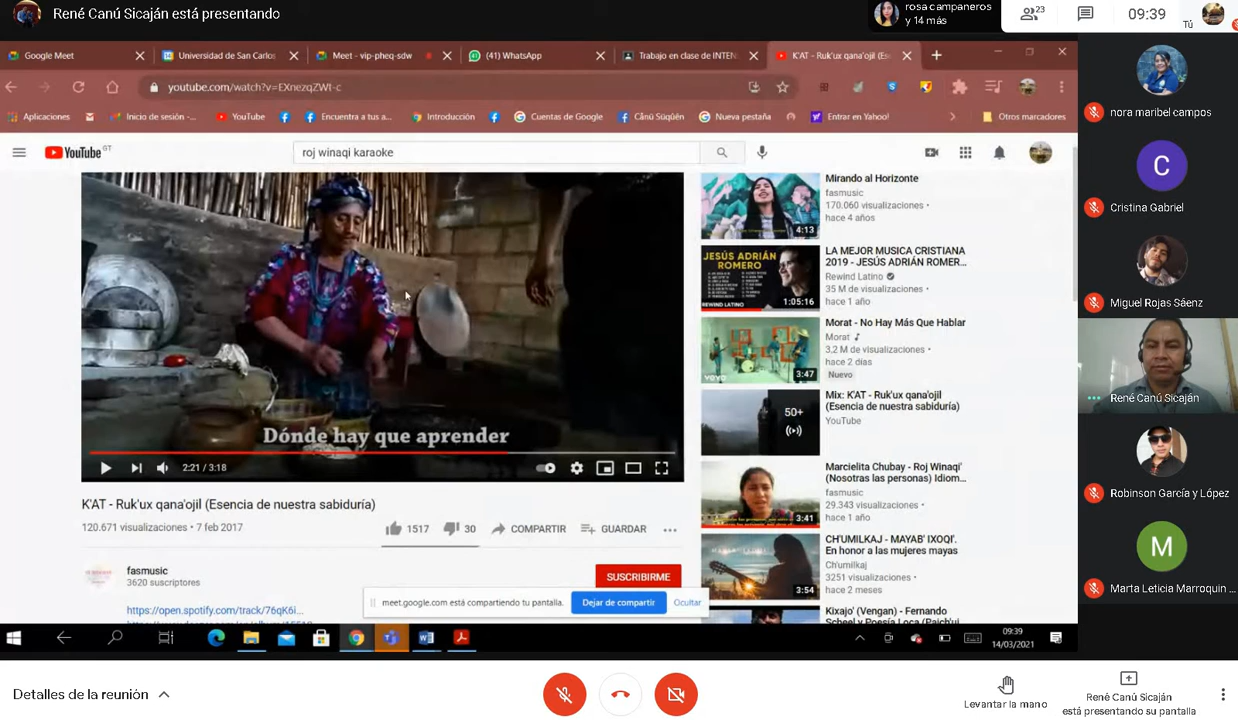 René Canú Sicaján está presentando
rosa campaneros
y 14 más
23
09:39
Tú
Google Meet
Universidad de San Carlos
Meet - vip-pheq-sdw
(41) WhatsApp
Trabajo en clase de INTEN
K'AT - Ruk'ux qana'ojil (Es
youtube.com/watch?v=EXnezqZWt-c
Aplicaciones
Inicio de sesión -...
YouTube
Encuentra a tus a...
Introducción
Cuentas de Google
Cånü Süqûên
Nueva pestaña
Entrar en Yahoo!
Otros marcadores
YouTube GT
roj winaqi karaoke
Dónde hay que aprender
2:21 / 3:18
K'AT - Ruk'ux qana'ojil (Esencia de nuestra sabiduría)
120.671 visualizaciones • 7 feb 2017
1517
30
COMPARTIR
GUARDAR
fasmusic
3620 suscriptores
SUSCRIBIRME
https://open.spotify.com/track/76qK6i...
Mirando al Horizonte
fasmusic
170.060 visualizaciones •
hace 4 años
4:13
LA MEJOR MUSICA CRISTIANA
2019 - JESÚS ADRIÁN ROMER...
Rewind Latino
35 M de visualizaciones •
hace 1 año
JESÚS ADRIÁN
ROMERO
REWIND LATINO
1:05:16
Morat - No Hay Más Que Hablar
Morat
3,2 M de visualizaciones •
hace 2 días
Nuevo
vevo
3:47
Mix: K'AT - Ruk'ux qana'ojil
(Esencia de nuestra sabiduría)
YouTube
50+
Marcielita Chubay - Roj Winaqi'
(Nosotras las personas) Idiom...
fasmusic
29.343 visualizaciones •
hace 1 año
3:41
CH'UMILKAJ - MAYAB' IXOQI'.
En honor a las mujeres mayas
Ch'umilkaj
3251 visualizaciones •
hace 2 meses
3:54
Kixajo' (Vengan) - Fernando
Scheel y Poesía Loca (Paich'uj
meet.google.com está compartiendo tu pantalla.
Dejar de compartir
Ocultar
09:39
14/03/2021
nora maribel campos
C
Cristina Gabriel
Miguel Rojas Sáenz
René Canú Sicaján
Robinson García y López
M
Marta Leticia Marroquin ...
Detalles de la reunión
Levantar la mano
René Canú Sicaján
está presentando su pantalla